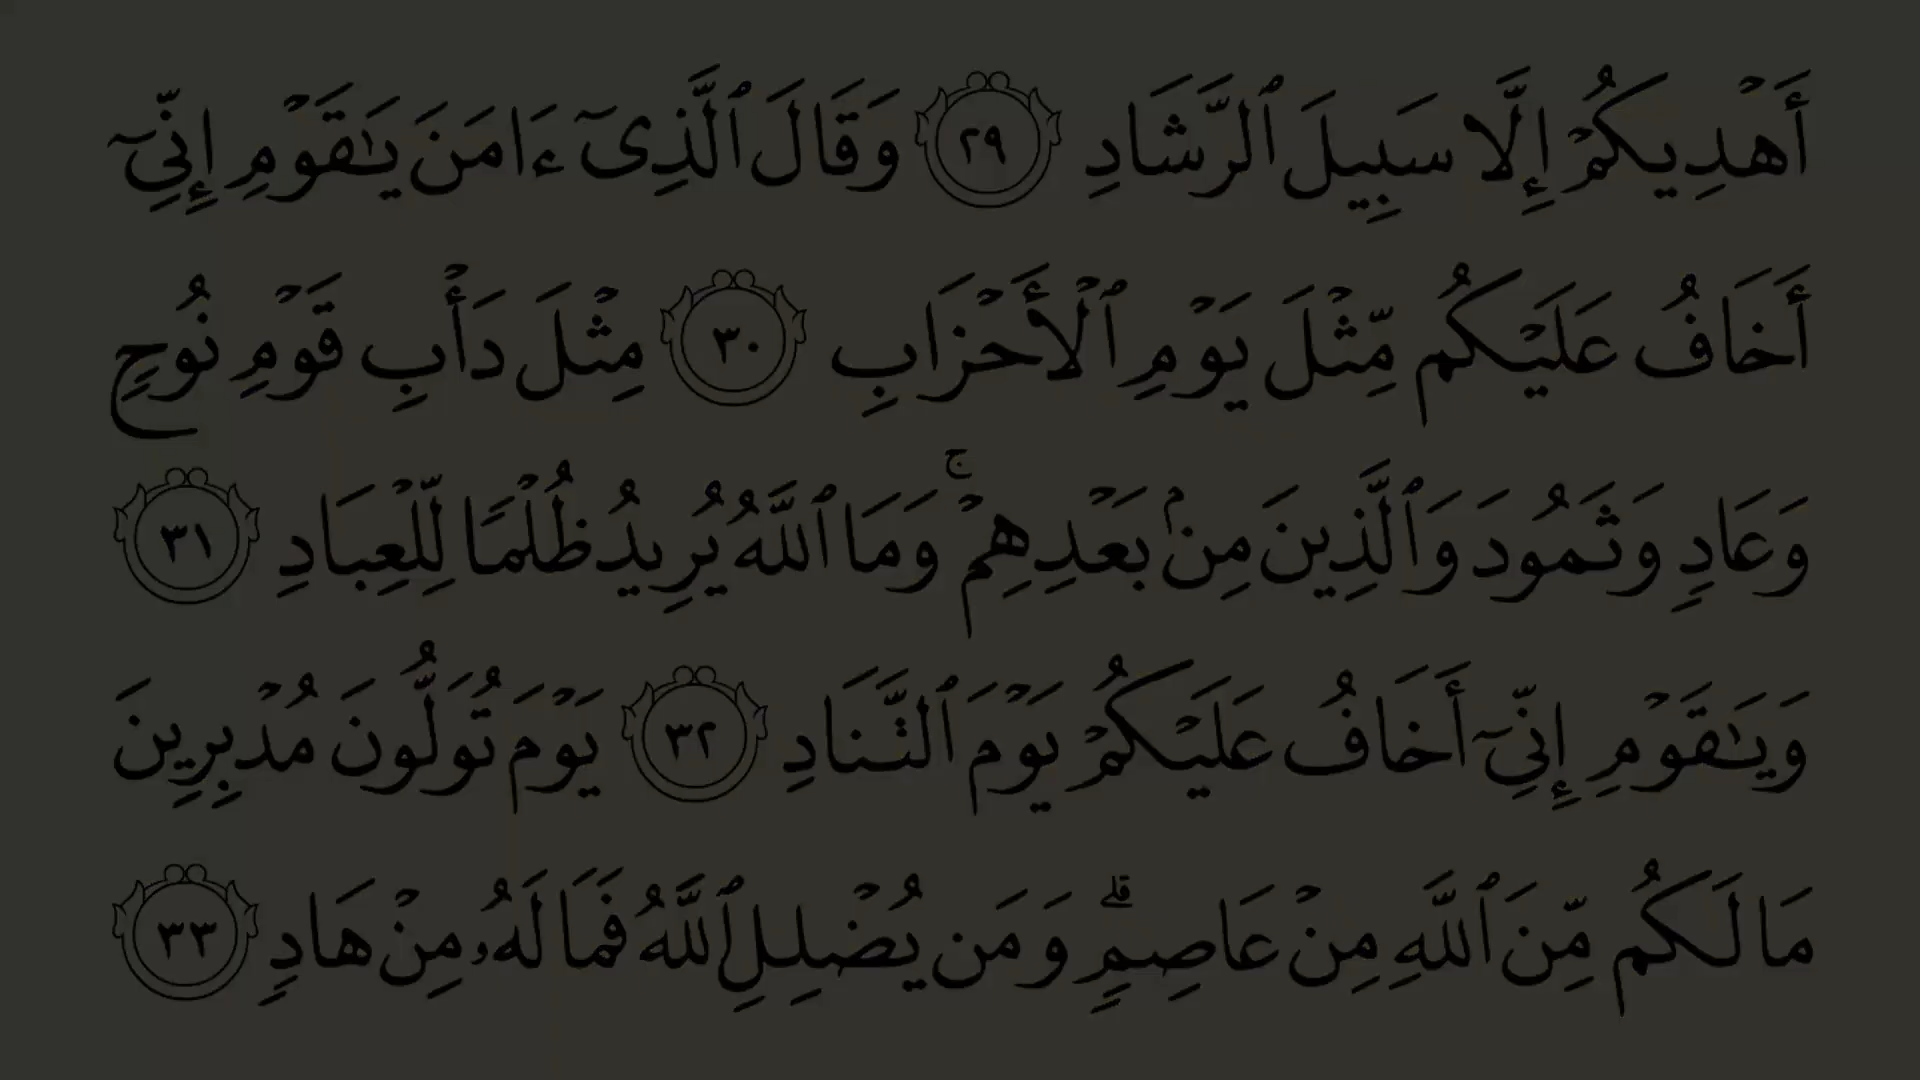 أَهۡدِيكُمۡ إِلَّا سَبِيلَ ٱلرَّشَادِ ٢٩ وَقَالَ ٱلَّذِىٓ ءَامَنَ يَـٰقَوۡمِ إِنِّىٓ
أَخَافُ عَلَيۡكُم مِّثۡلَ يَوۡمِ ٱلۡأَحۡزَابِ ٣٠ مِثۡلَ دَأۡبِ قَوۡمِ نُوحٍ
وَعَادٍ وَثَمُودَ وَٱلَّذِينَ مِنۢ بَعۡدِهِمۡۚ وَمَا ٱللَّهُ يُرِيدُ ظُلۡمًا لِّلۡعِبَادِ ٣١
وَيَـٰقَوۡمِ إِنِّىٓ أَخَافُ عَلَيۡكُمۡ يَوۡمَ ٱلتَّنَادِ ٣٢ يَوۡمَ تُوَلُّونَ مُدۡبِرِينَ
مَا لَكُم مِّنَ ٱللَّهِ مِنۡ عَاصِمٍۗ وَمَن يُضۡلِلِ ٱللَّهُ فَمَا لَهُۥ مِنۡ هَادٍ ٣٣